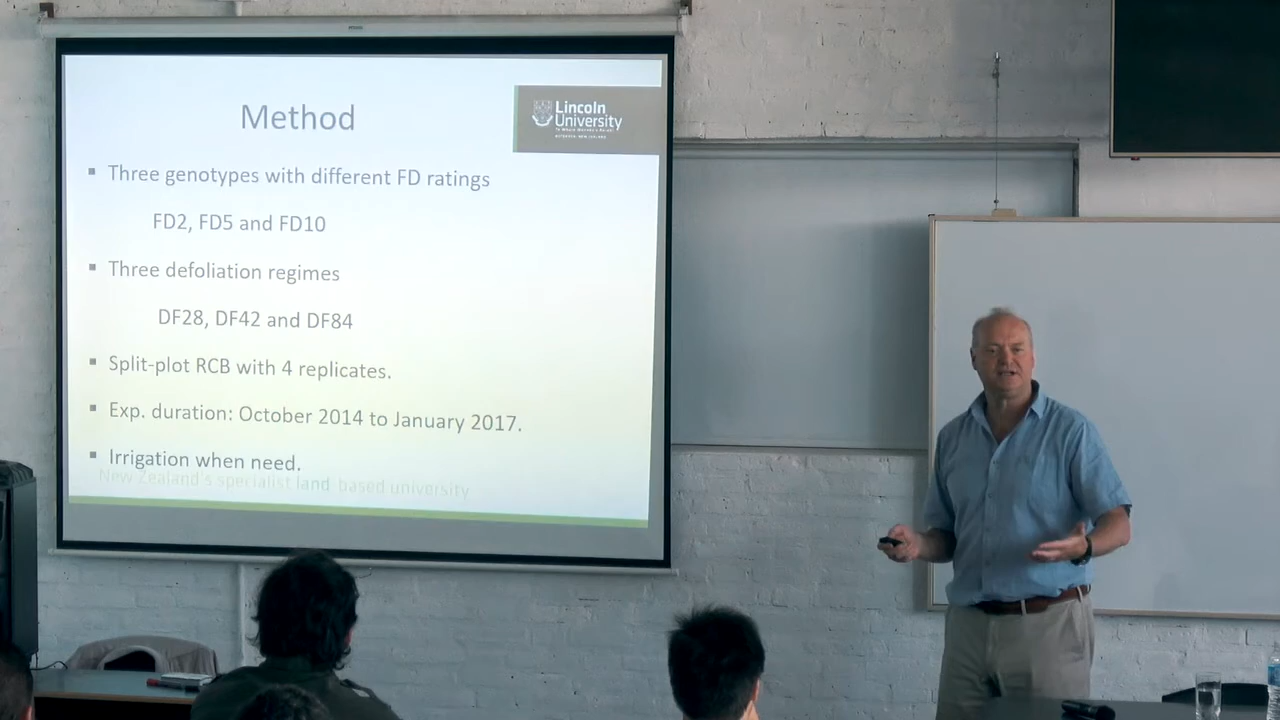 Method
Lincoln
University
▪ Three genotypes with different FD ratings
FD2, FD5 and FD10
▪ Three defoliation regimes
DF28, DF42 and DF84
▪ Split-plot RCB with 4 replicates.
▪ Exp. duration: October 2014 to January 2017.
▪ Irrigation when need.
New Zealand's specialist land based university